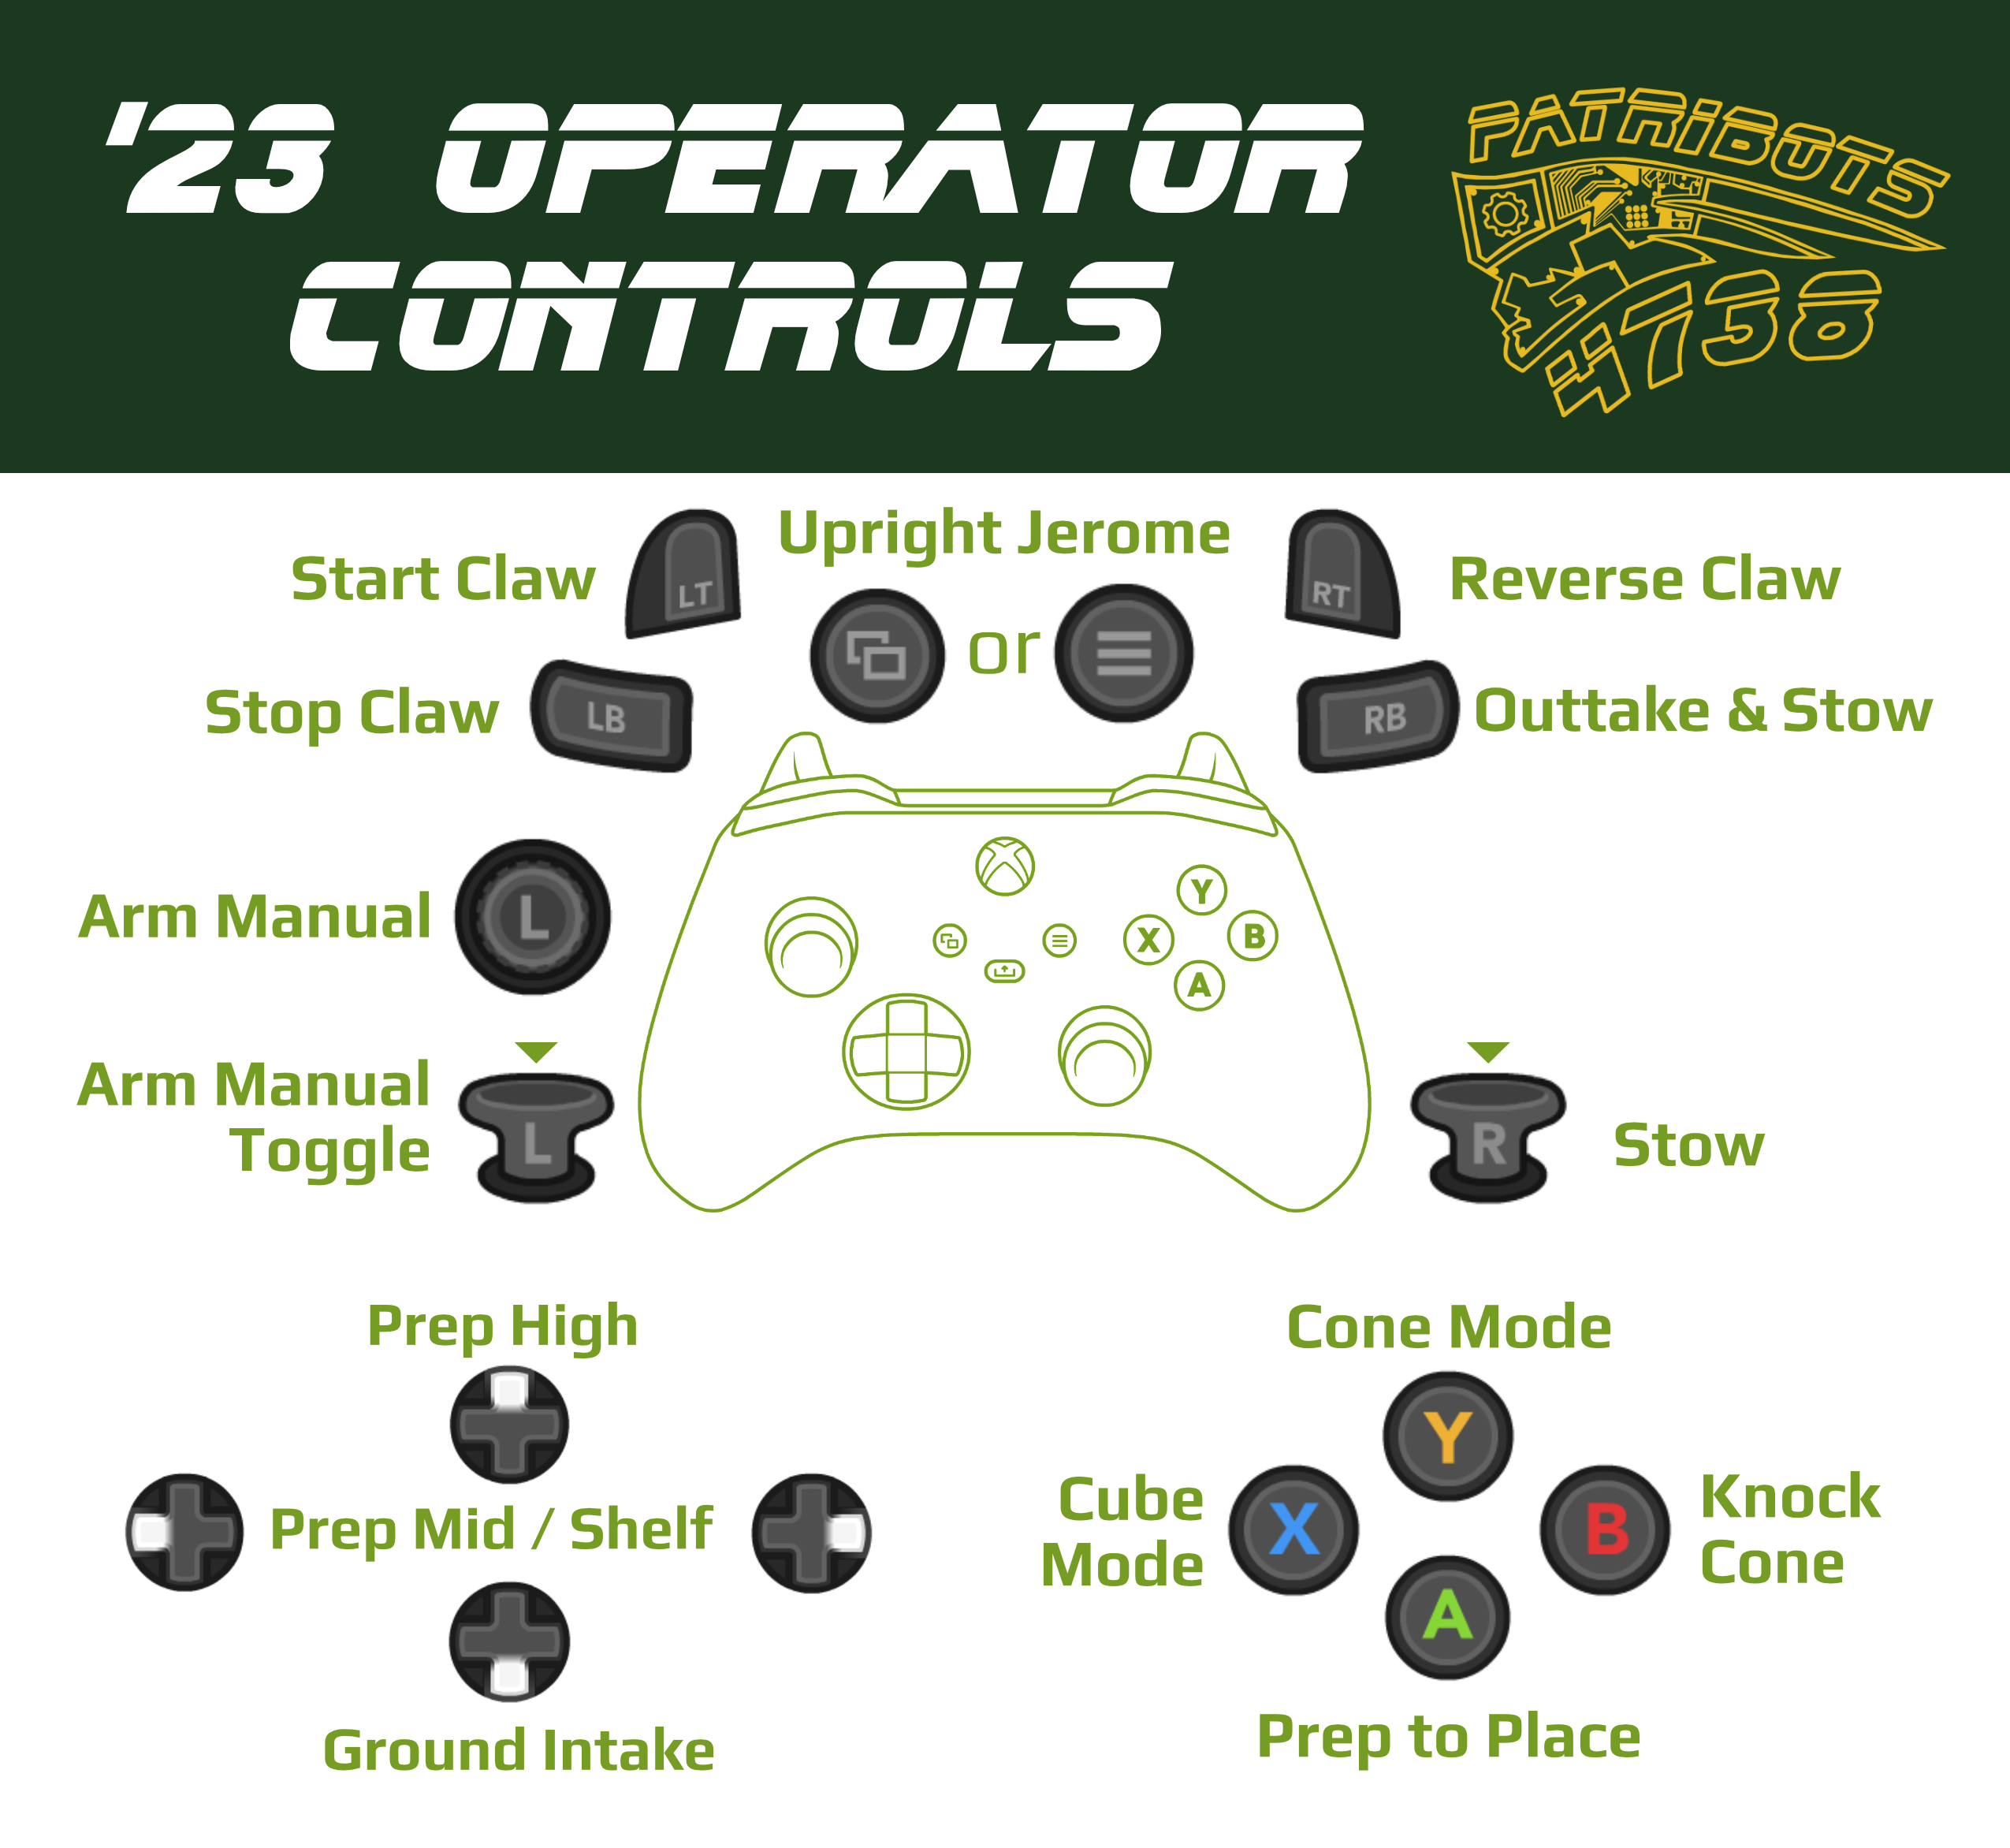 '23 OPERATOR
CONTROLS
PATRIBOTS
4738
Upright Jerome
Start Claw
LT
RT
Reverse Claw
or
Stop Claw
LB
RB
Outtake & Stow
Arm Manual
L
Y
X
B
A
Arm Manual
Toggle
L
R
Stow
Prep High
Prep Mid / Shelf
Ground Intake
Cone Mode
Y
Cube
Mode
X
B
Knock
Cone
A
Prep to Place